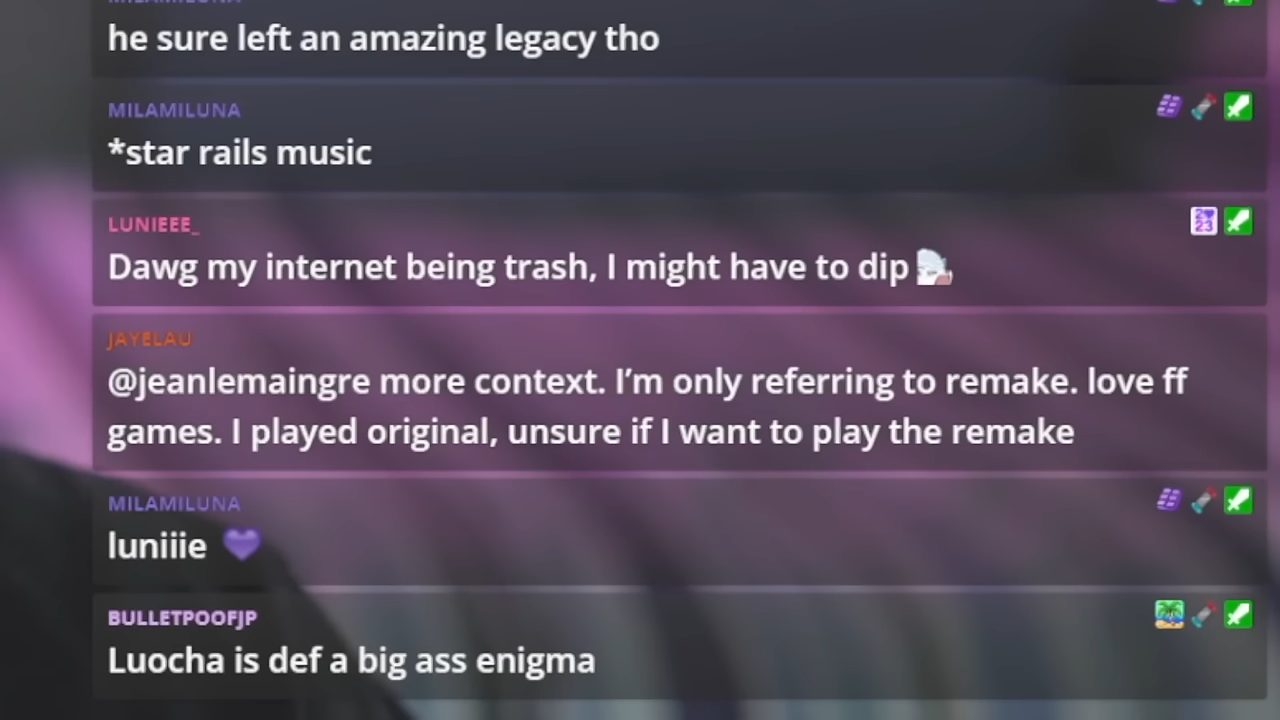 MILAMILUNA
he sure left an amazing legacy tho
MILAMILUNA
*star rails music
LUNIEEE_
23
Dawg my internet being trash, I might have to dip
JAYELAU
@jeanlemaingre more context. I’m only referring to remake. love ff
games. I played original, unsure if I want to play the remake
MILAMILUNA
luniiie 💜
BULLETPOOFJP
Luocha is def a big ass enigma